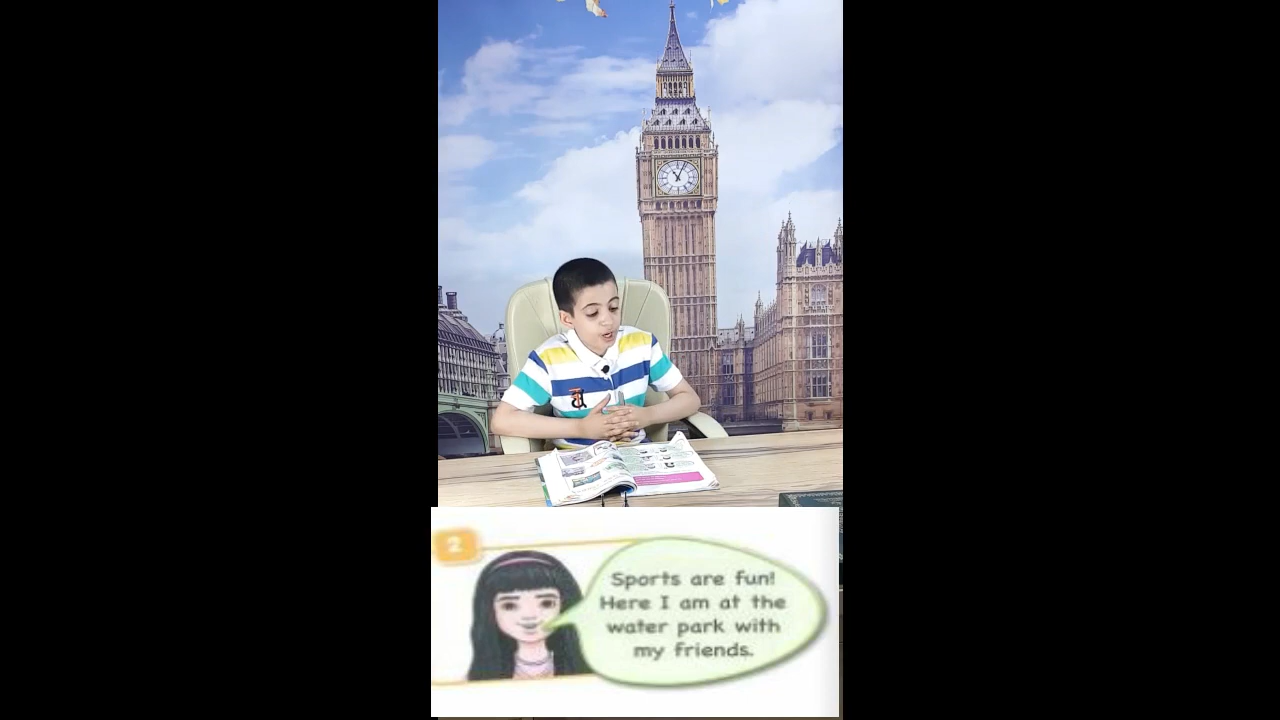 2
Sports are fun!
Here I am at the
water park with
my friends.